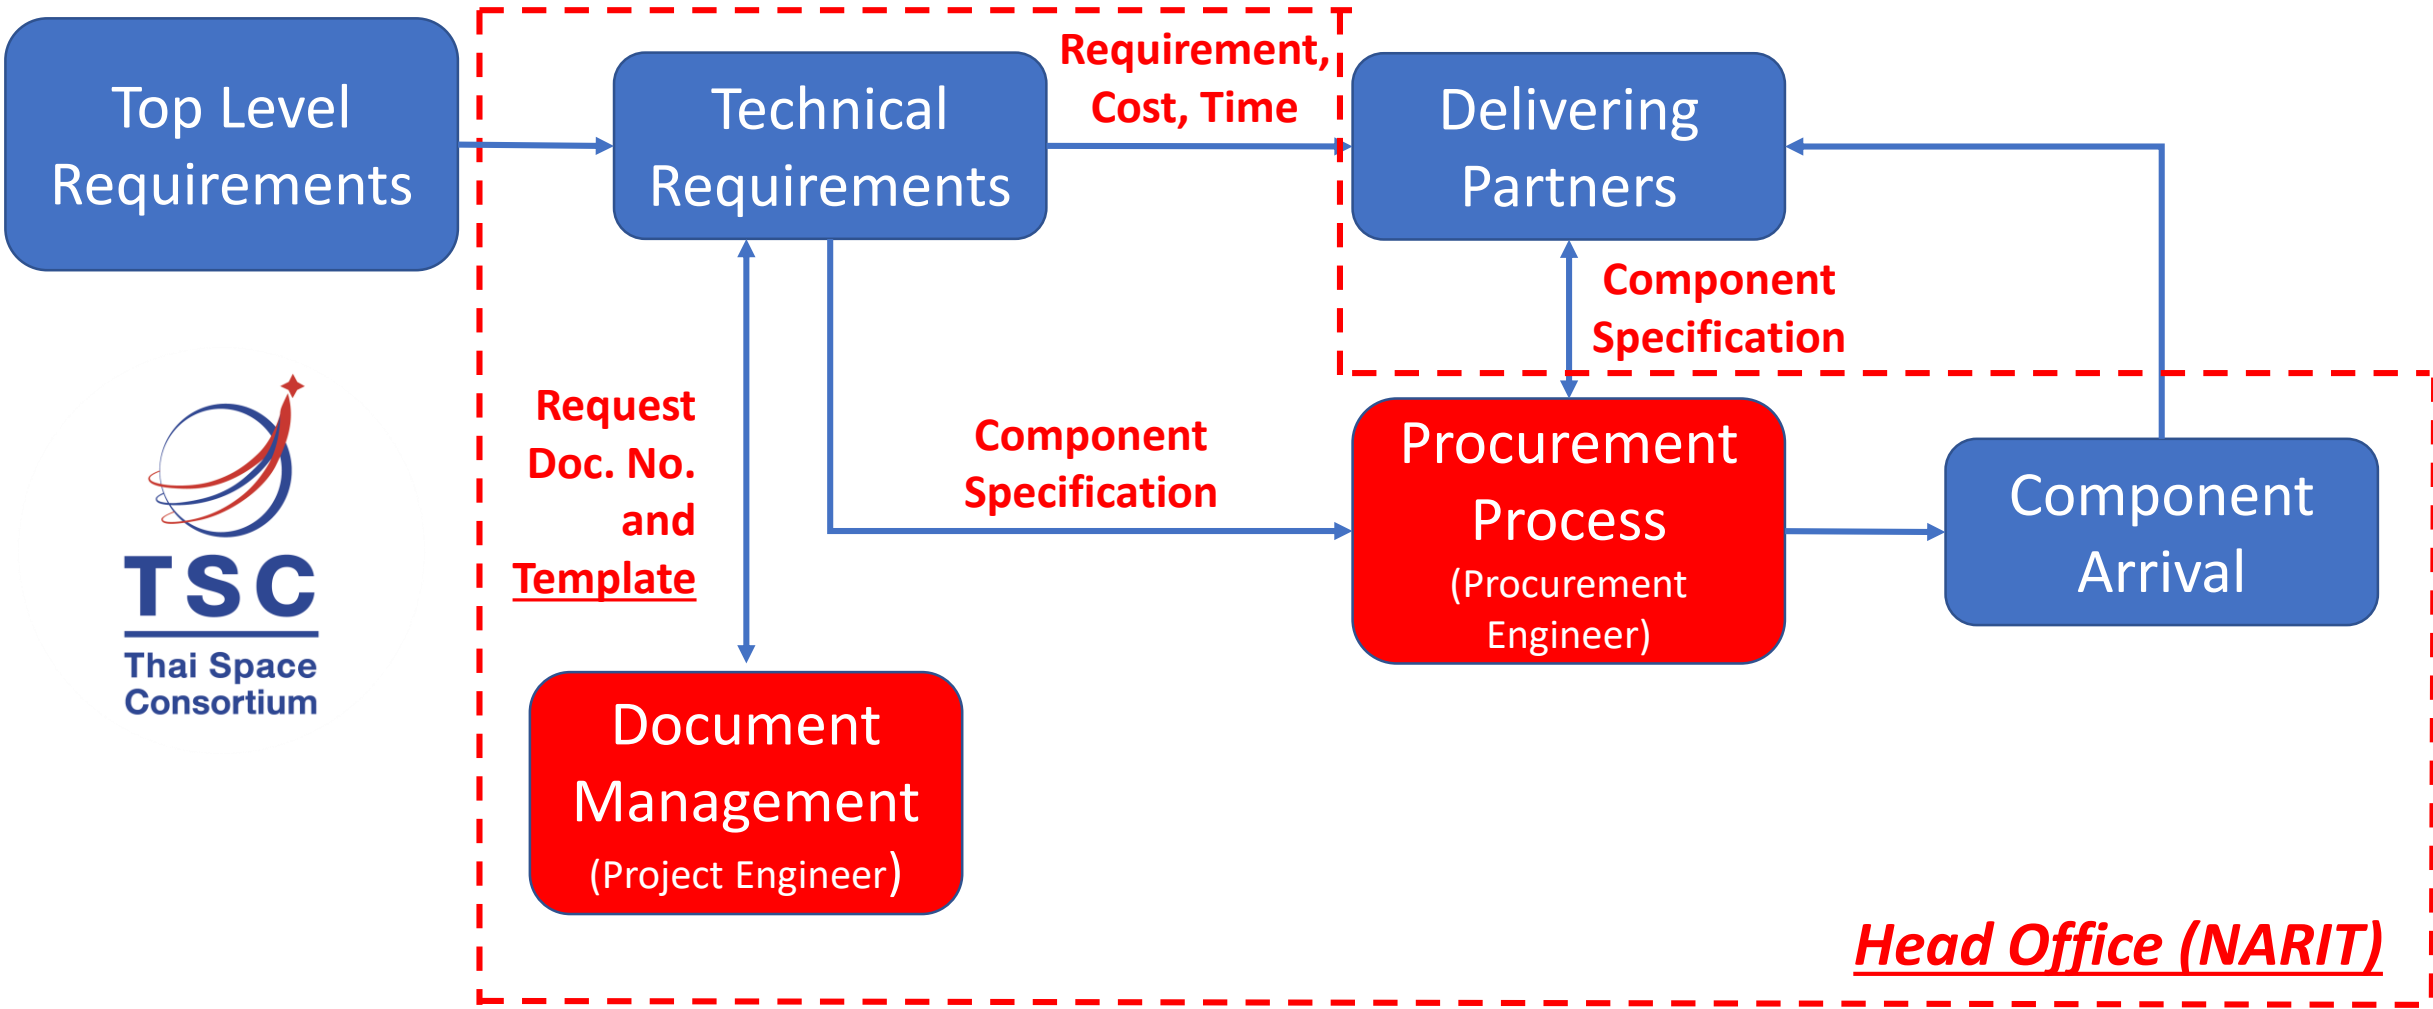 Top Level
Requirements
Technical
Requirements
Requirement,
Cost, Time
Delivering
Partners
Component
Specification
Request
Doc. No.
and
Template
Component
Specification
Procurement
Process
(Procurement
Engineer)
Component
Arrival
TSC
Thai Space
Consortium
Document
Management
(Project Engineer)
Head Office (NARIT)